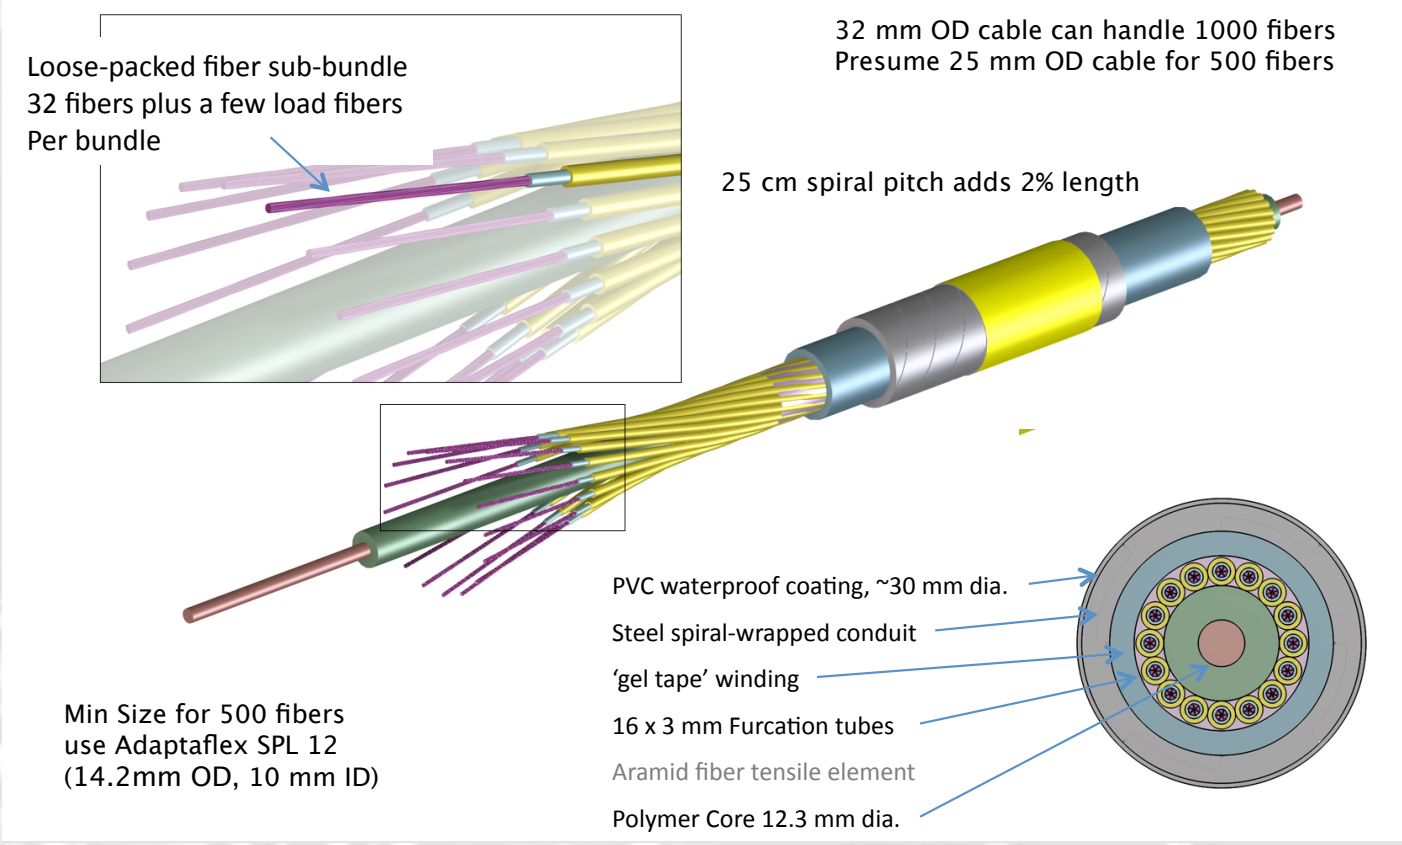 32 mm OD cable can handle 1000 fibers
Presume 25 mm OD cable for 500 fibers
Loose-packed fiber sub-bundle
32 fibers plus a few load fibers
Per bundle
25 cm spiral pitch adds 2% length
PVC waterproof coating, ~30 mm dia.
Steel spiral-wrapped conduit
‘gel tape’ winding
16 x 3 mm Furcation tubes
Aramid fiber tensile element
Polymer Core 12.3 mm dia.
Min Size for 500 fibers
use Adaptaflex SPL 12
(14.2mm OD, 10 mm ID)